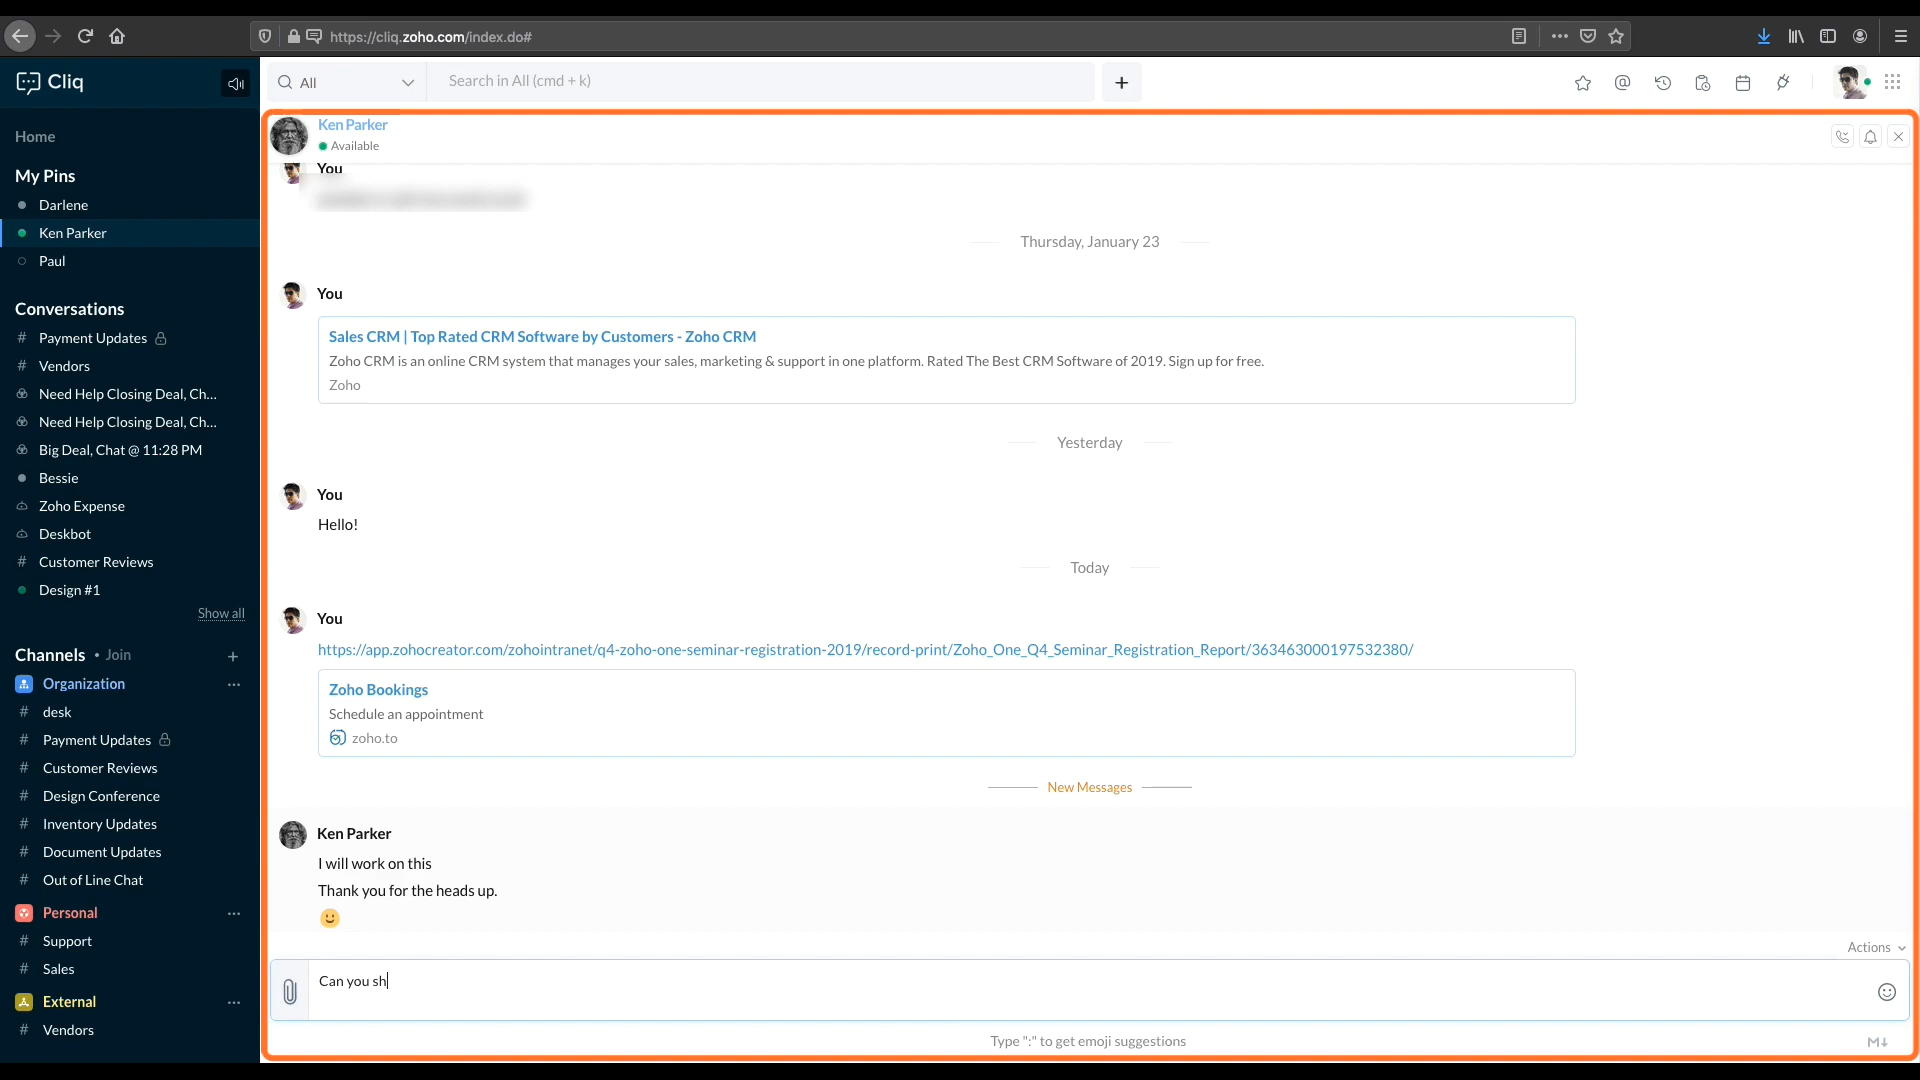 https://cliq.zoho.com/index.do#
Cliq
All
Search in All (cmd + k)
+
Home
My Pins
Darlene
Ken Parker
Paul
Conversations
# Payment Updates
# Vendors
Need Help Closing Deal, Ch...
Need Help Closing Deal, Ch...
Big Deal, Chat @ 11:28 PM
Bessie
Zoho Expense
Deskbot
# Customer Reviews
Design #1
Show all
Channels • Join +
Organization ...
# desk
# Payment Updates
# Customer Reviews
# Design Conference
# Inventory Updates
# Document Updates
# Out of Line Chat
Personal ...
# Support
# Sales
External ...
# Vendors
Ken Parker
Available
You
Thursday, January 23
You
Sales CRM | Top Rated CRM Software by Customers - Zoho CRM
Zoho CRM is an online CRM system that manages your sales, marketing & support in one platform. Rated The Best CRM Software of 2019. Sign up for free.
Zoho
Yesterday
You
Hello!
Today
You
https://app.zohocreator.com/zohointranet/q4-zoho-one-seminar-registration-2019/record-print/Zoho_One_Q4_Seminar_Registration_Report/363463000197532380/
Zoho Bookings
Schedule an appointment
zoho.to
New Messages
Ken Parker
I will work on this
Thank you for the heads up.
Actions
Can you sh
Type ":" to get emoji suggestions
M↓